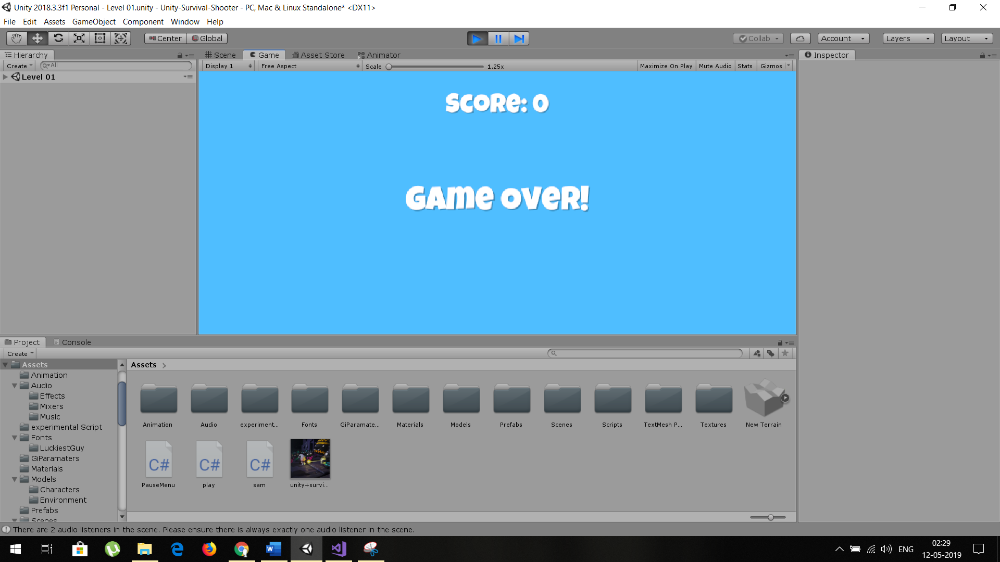 Unity 2018.3.3f1 Personal - Level 01.unity - Unity-Survival-Shooter - PC, Mac & Linux Standalone* <DX11>
File Edit Assets GameObject Component Window Help
Center Global Collab Account Layers Layout
Hierarchy Scene Game Asset Store Animator Inspector
Create All Display 1 Free Aspect Scale 1.25x Maximize On Play Mute Audio Stats Gizmos
Level 01
Score: 0
Game Over!
Project Console
Create
Assets
Animation
Audio
Effects
Mixers
Music
experimental Script
Fonts
LuckiestGuy
GiParamaters
Materials
Models
Characters
Environment
Prefabs
Scenes
Assets
Animation Audio experiment... Fonts GiParamate... Materials Models Prefabs Scenes Scripts TextMesh P... Textures New Terrain
C# C# C#
PauseMenu play sam unity+survi...
There are 2 audio listeners in the scene. Please ensure there is always exactly one audio listener in the scene.
ENG
02:29
12-05-2019